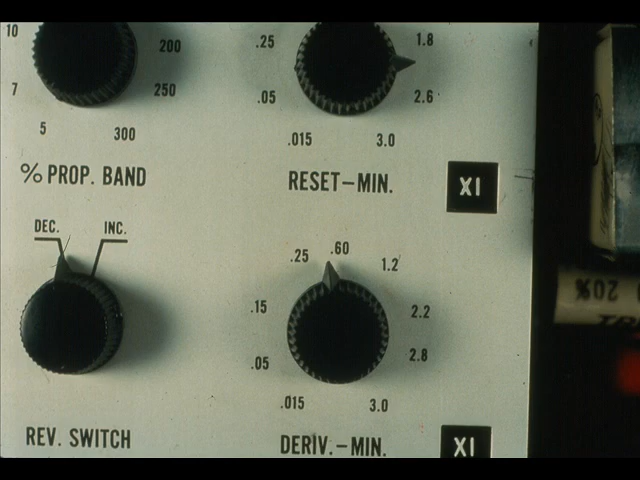 10
200
7
250
5
300
% PROP. BAND
.25
1.8
.05
2.6
.015
3.0
RESET-MIN.
X1
DEC.
INC.
REV. SWITCH
.60
.25
1.2
.15
2.2
.05
2.8
.015
3.0
DERIV.-MIN.
X1
20%